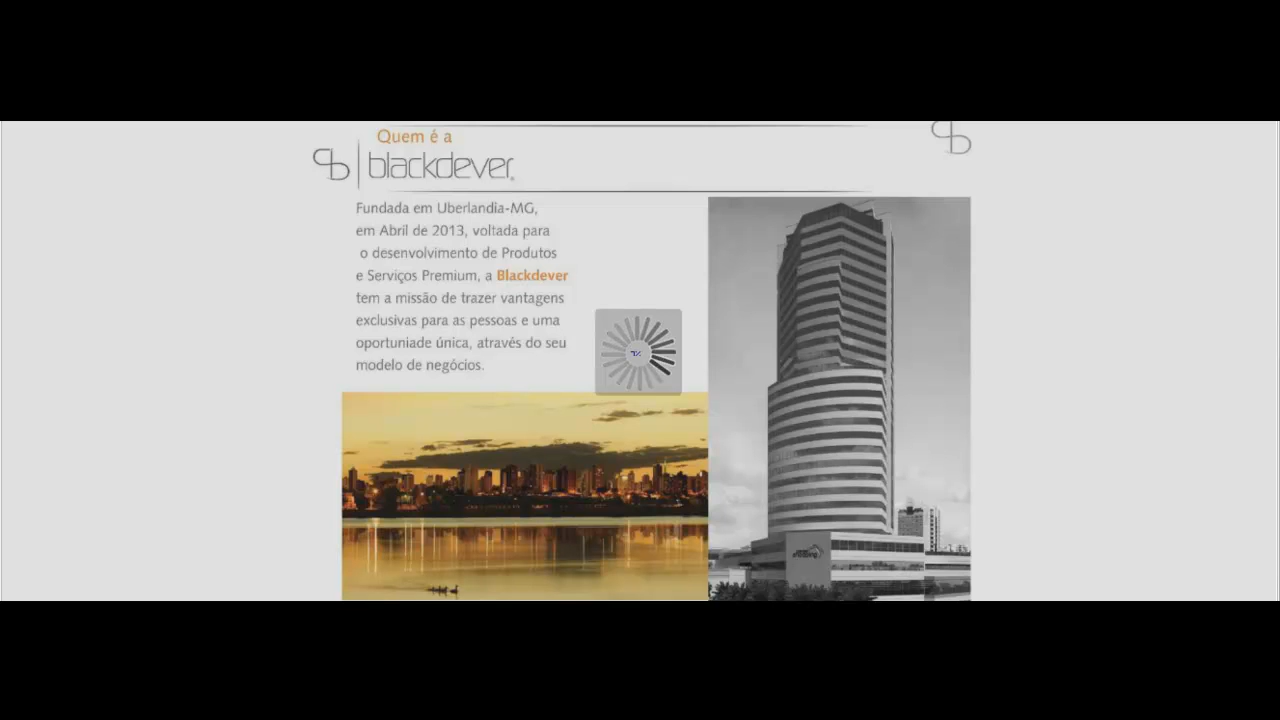 Quem é a
blackdever
Fundada em Uberlandia-MG,
em Abril de 2013, voltada para
o desenvolvimento de Produtos
e Serviços Premium, a Blackdever
tem a missão de trazer vantagens
exclusivas para as pessoas e uma
oportuniade única, através do seu
modelo de negócios.